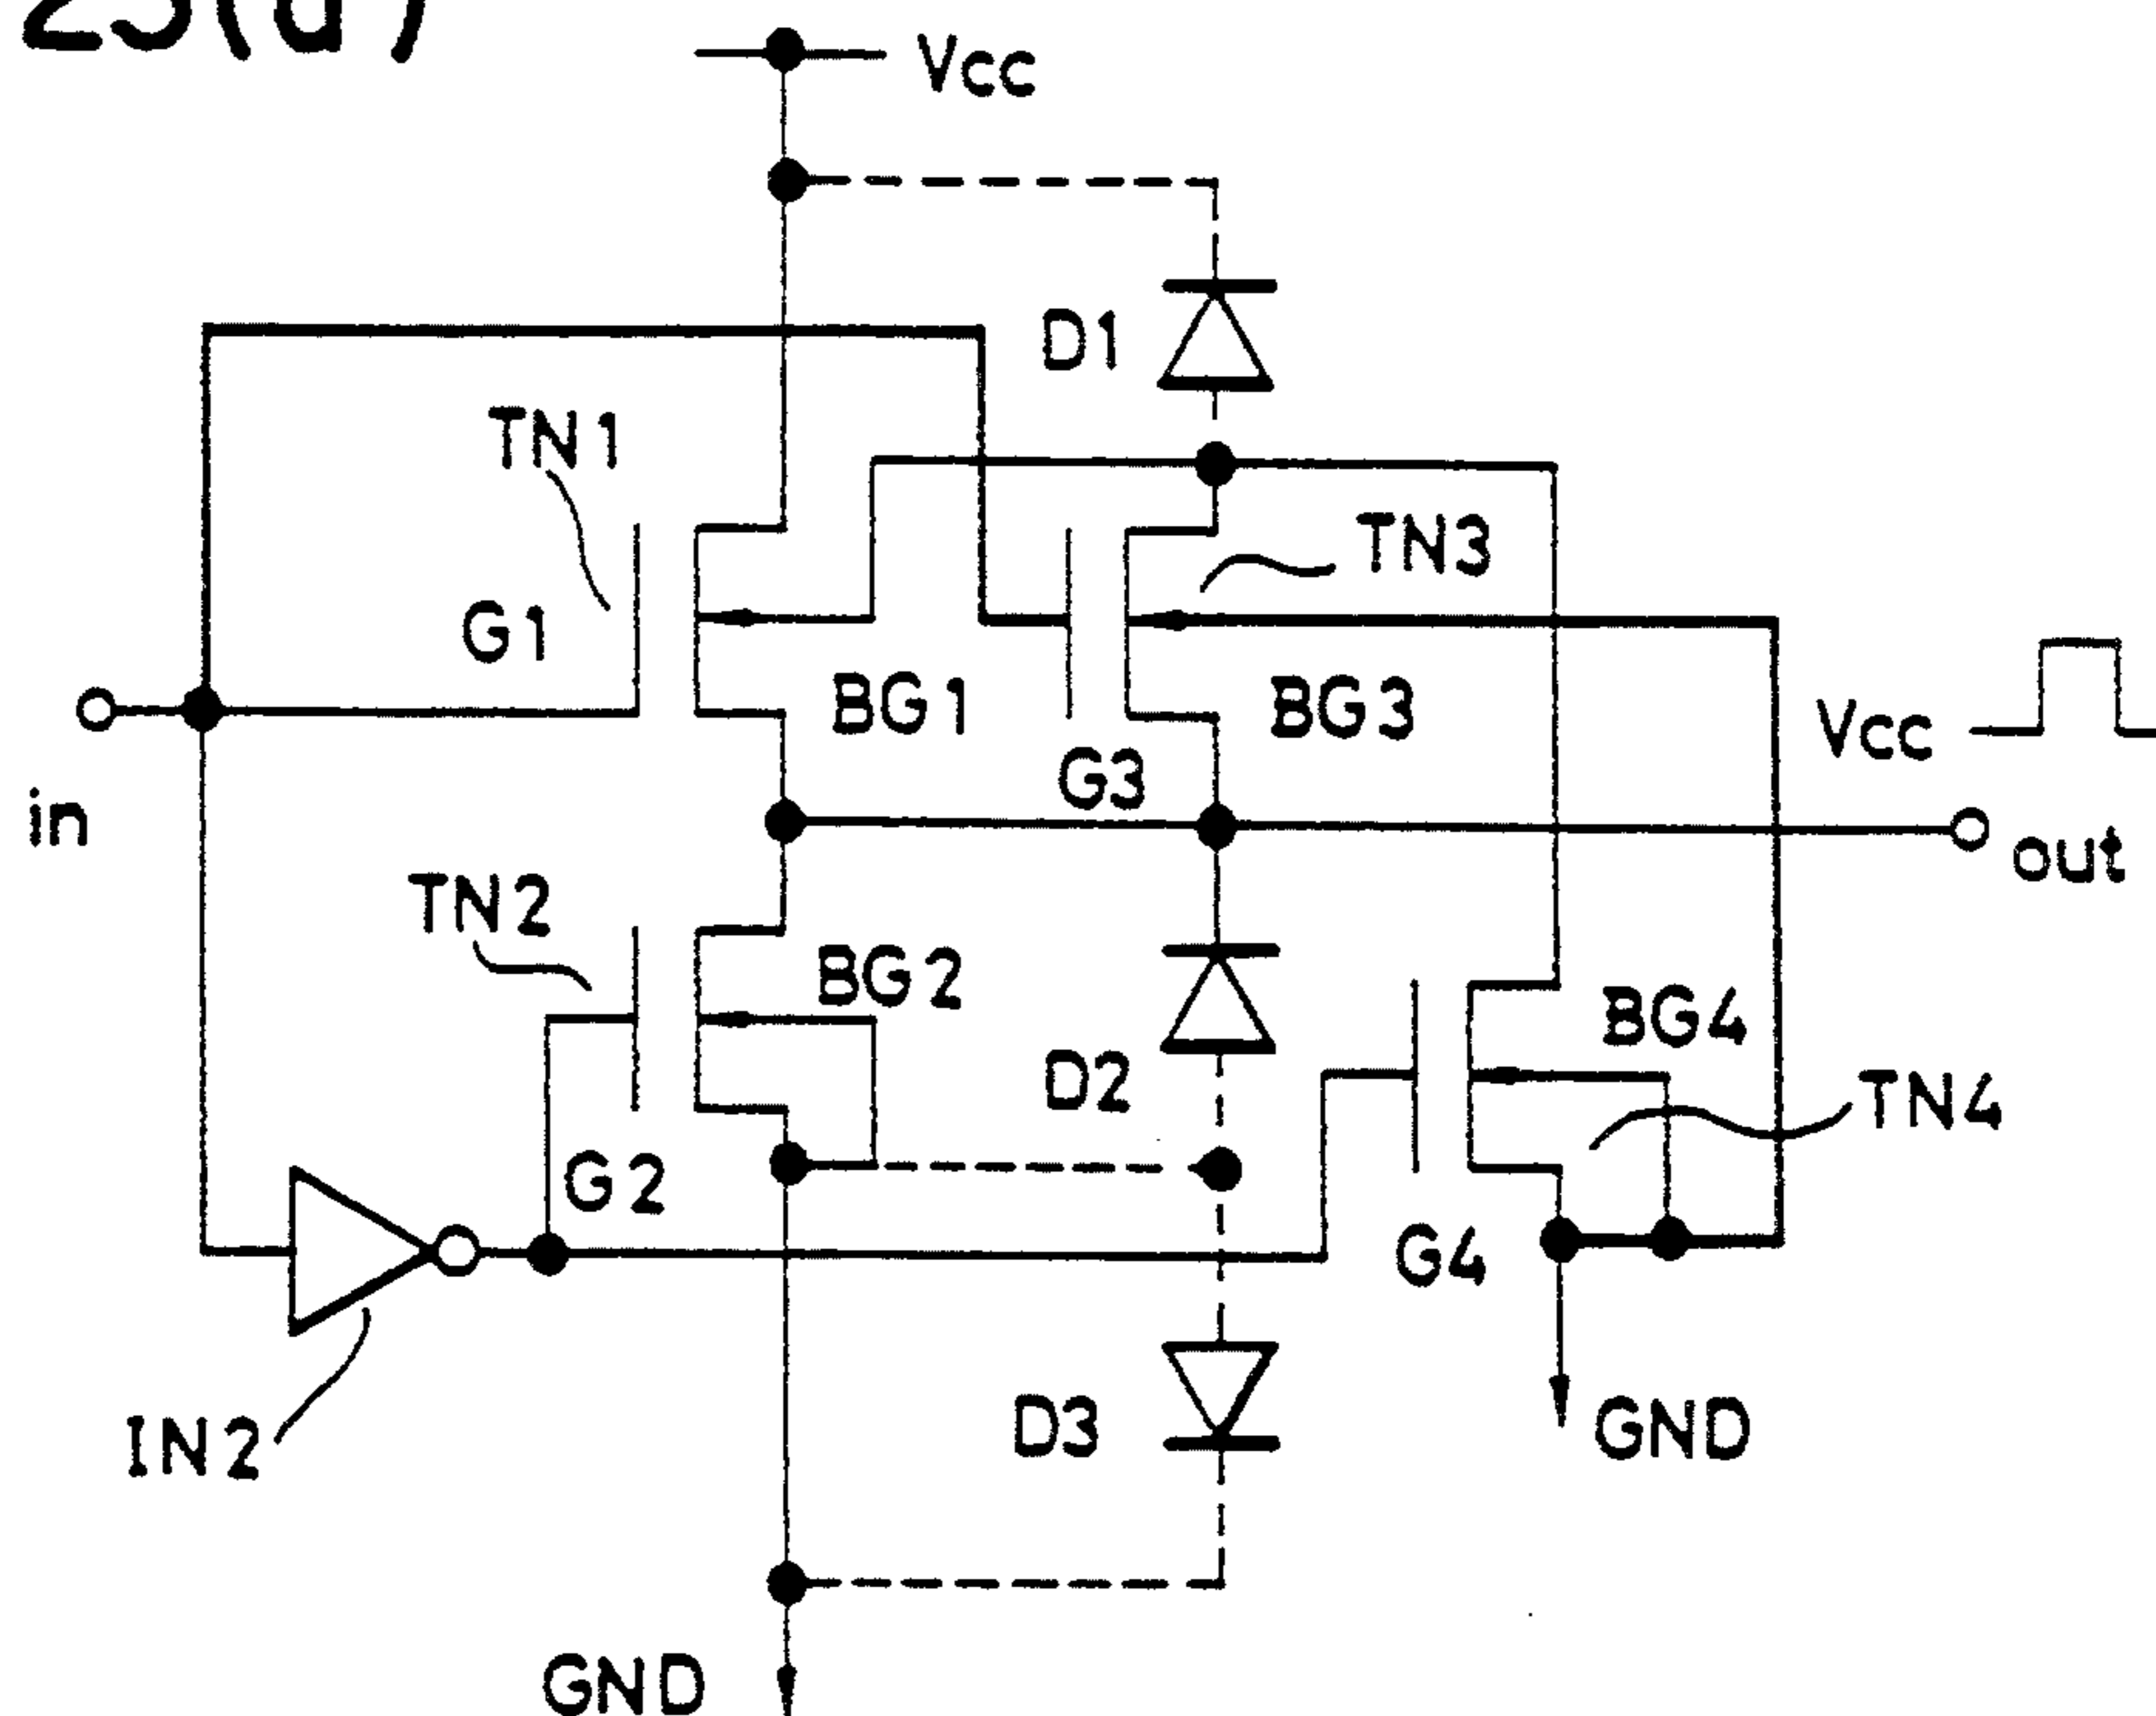 Vcc
D1
TN1
TN3
G1
BG1
BG3
Vcc
G3
in
out
TN2
BG2
BG4
D2
TN4
G2
G4
D3
GND
IN2
GND